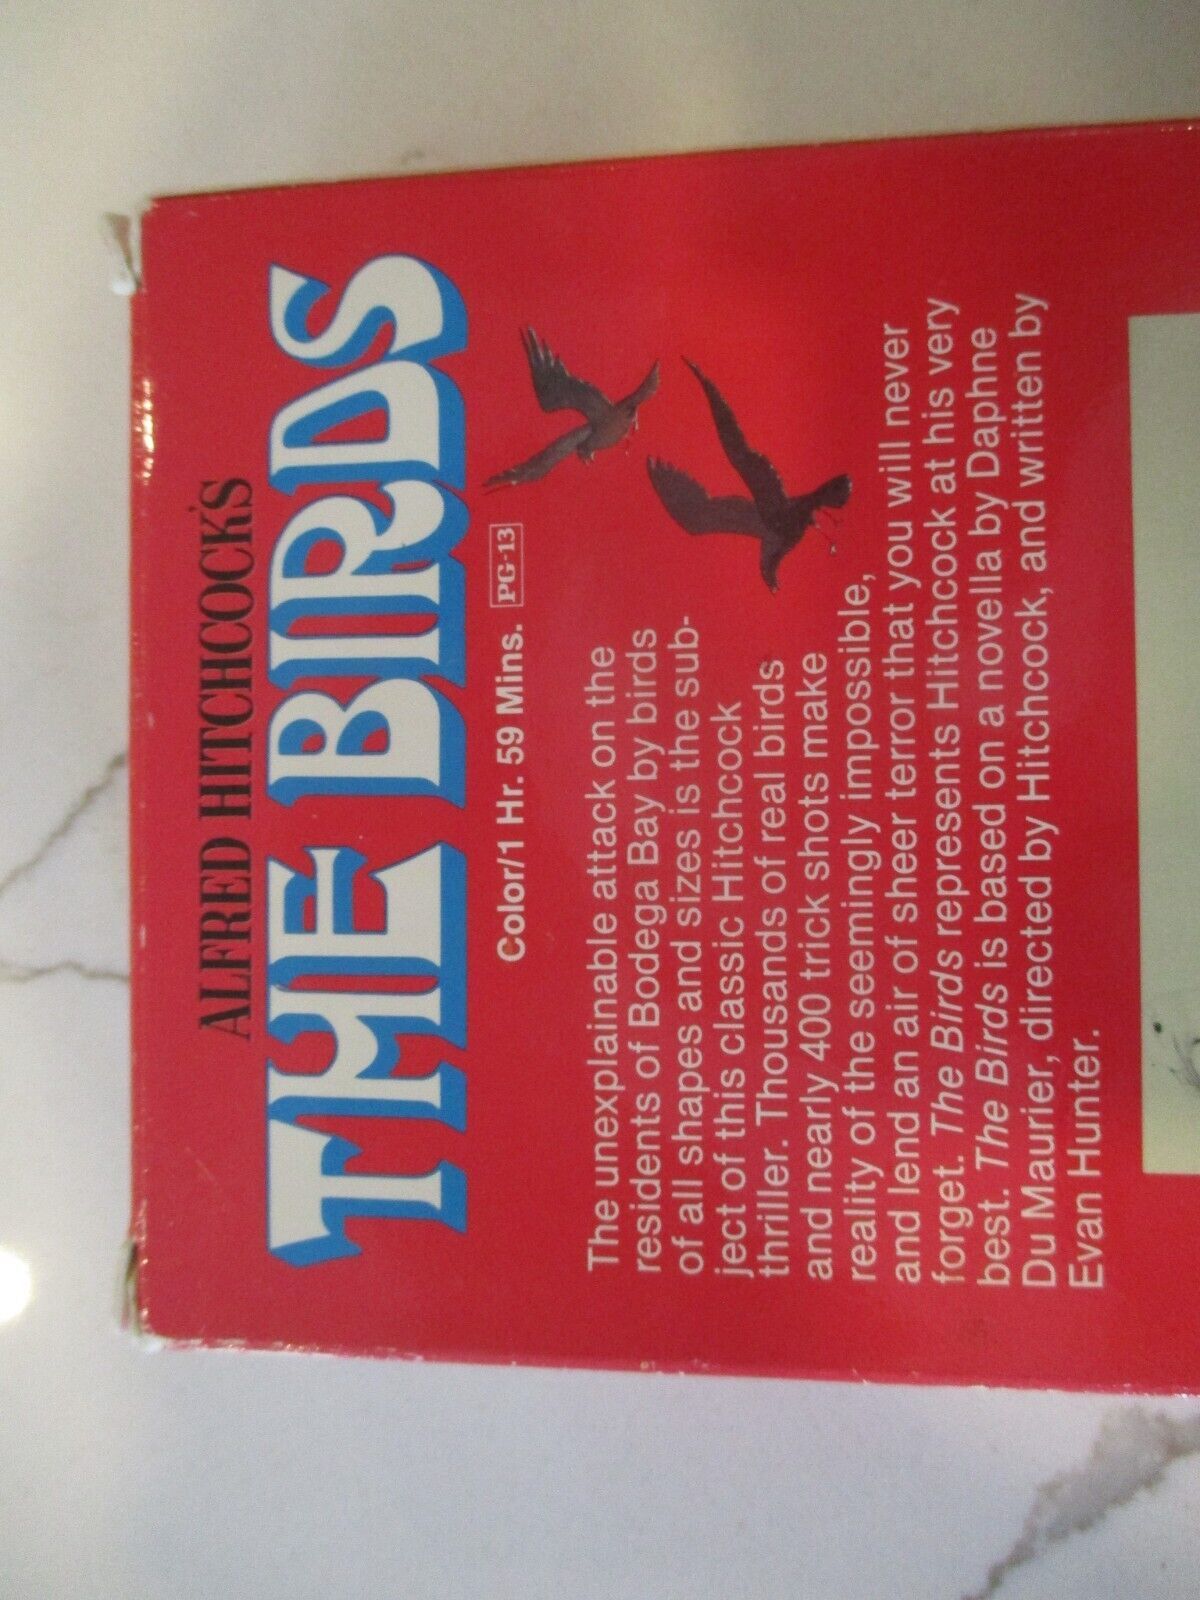 ALFRED HITCHCOCK'S
THE BIRDS
Color/1 Hr. 59 Mins. PG-13
The unexplainable attack on the
residents of Bodega Bay by birds
of all shapes and sizes is the sub-
ject of this classic Hitchcock
thriller. Thousands of real birds
and nearly 400 trick shots make
reality of the seemingly impossible,
and lend an air of sheer terror that you will never
forget. The Birds represents Hitchcock at his very
best. The Birds is based on a novella by Daphne
Du Maurier, directed by Hitchcock, and written by
Evan Hunter.